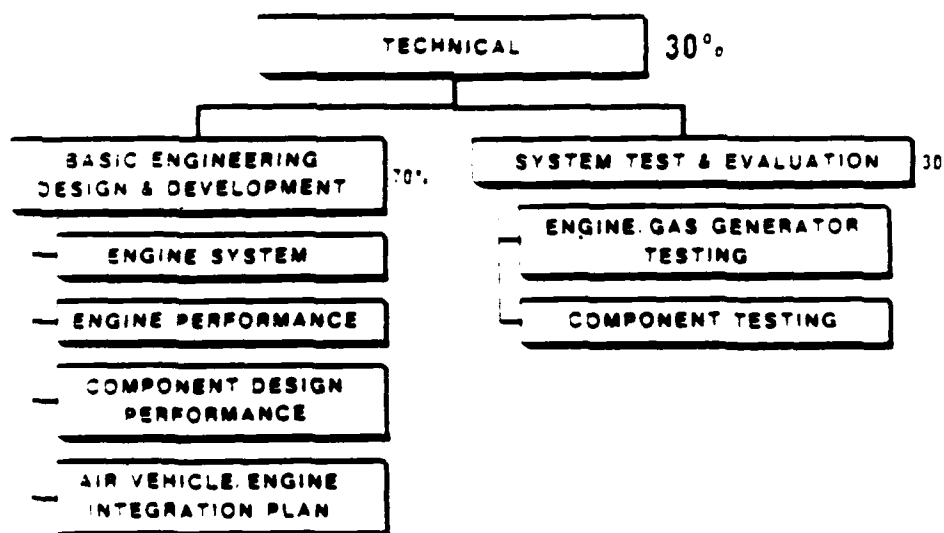 TECHNICAL
30%
BASIC ENGINEERING
DESIGN & DEVELOPMENT
70%
ENGINE SYSTEM
ENGINE PERFORMANCE
COMPONENT DESIGN
PERFORMANCE
AIR VEHICLE/ENGINE
INTEGRATION PLAN
SYSTEM TEST & EVALUATION
30
ENGINE/GAS GENERATOR
TESTING
COMPONENT TESTING